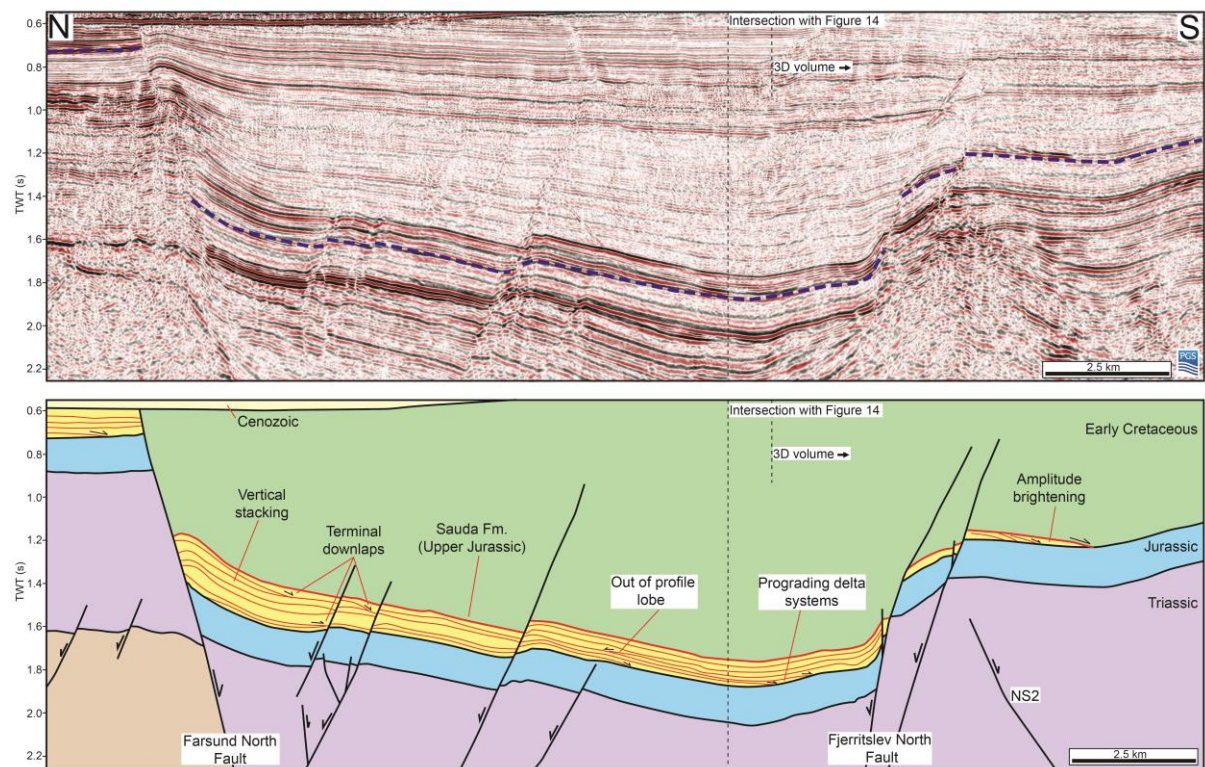 N
S
Intersection with Figure 14
3D volume
TWT (s)
0.6
0.8
1.0
1.2
1.4
1.6
1.8
2.0
2.2
PGS
2.5 km
Intersection with Figure 14
3D volume
Cenozoic
Early Cretaceous
TWT (s)
0.6
0.8
1.0
1.2
1.4
1.6
1.8
2.0
2.2
Vertical
stacking
Terminal
downlaps
Sauda Fm.
(Upper Jurassic)
Out of profile
lobe
Prograding delta
systems
Amplitude
brightening
Jurassic
Triassic
NS2
Farsund North
Fault
Fjerritslev North
Fault
2.5 km